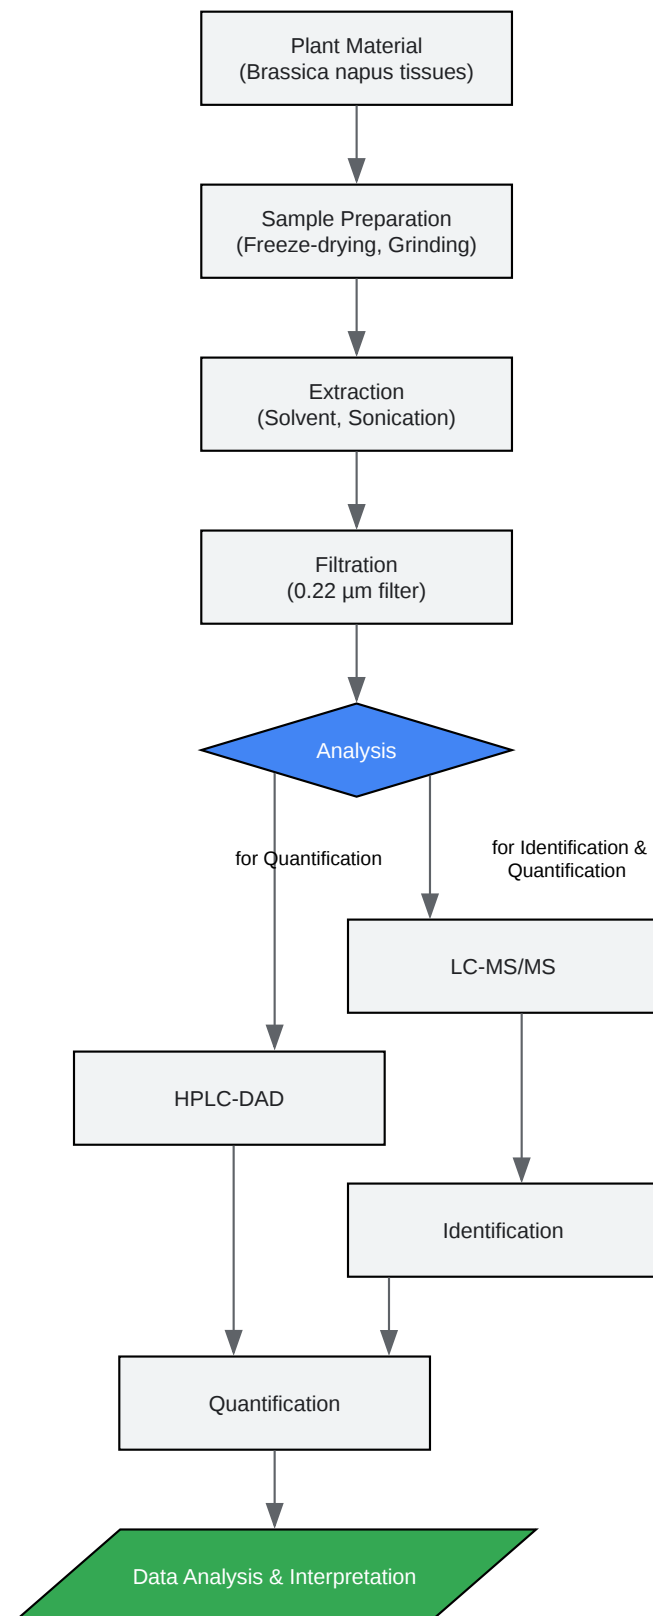 Plant Material
(Brassica napus tissues)
Sample Preparation
(Freeze-drying, Grinding)
Extraction
(Solvent, Sonication)
Filtration
(0.22 µm filter)
Analysis
for Quantification
for Identification &
Quantification
LC-MS/MS
HPLC-DAD
Identification
Quantification
Data Analysis & Interpretation